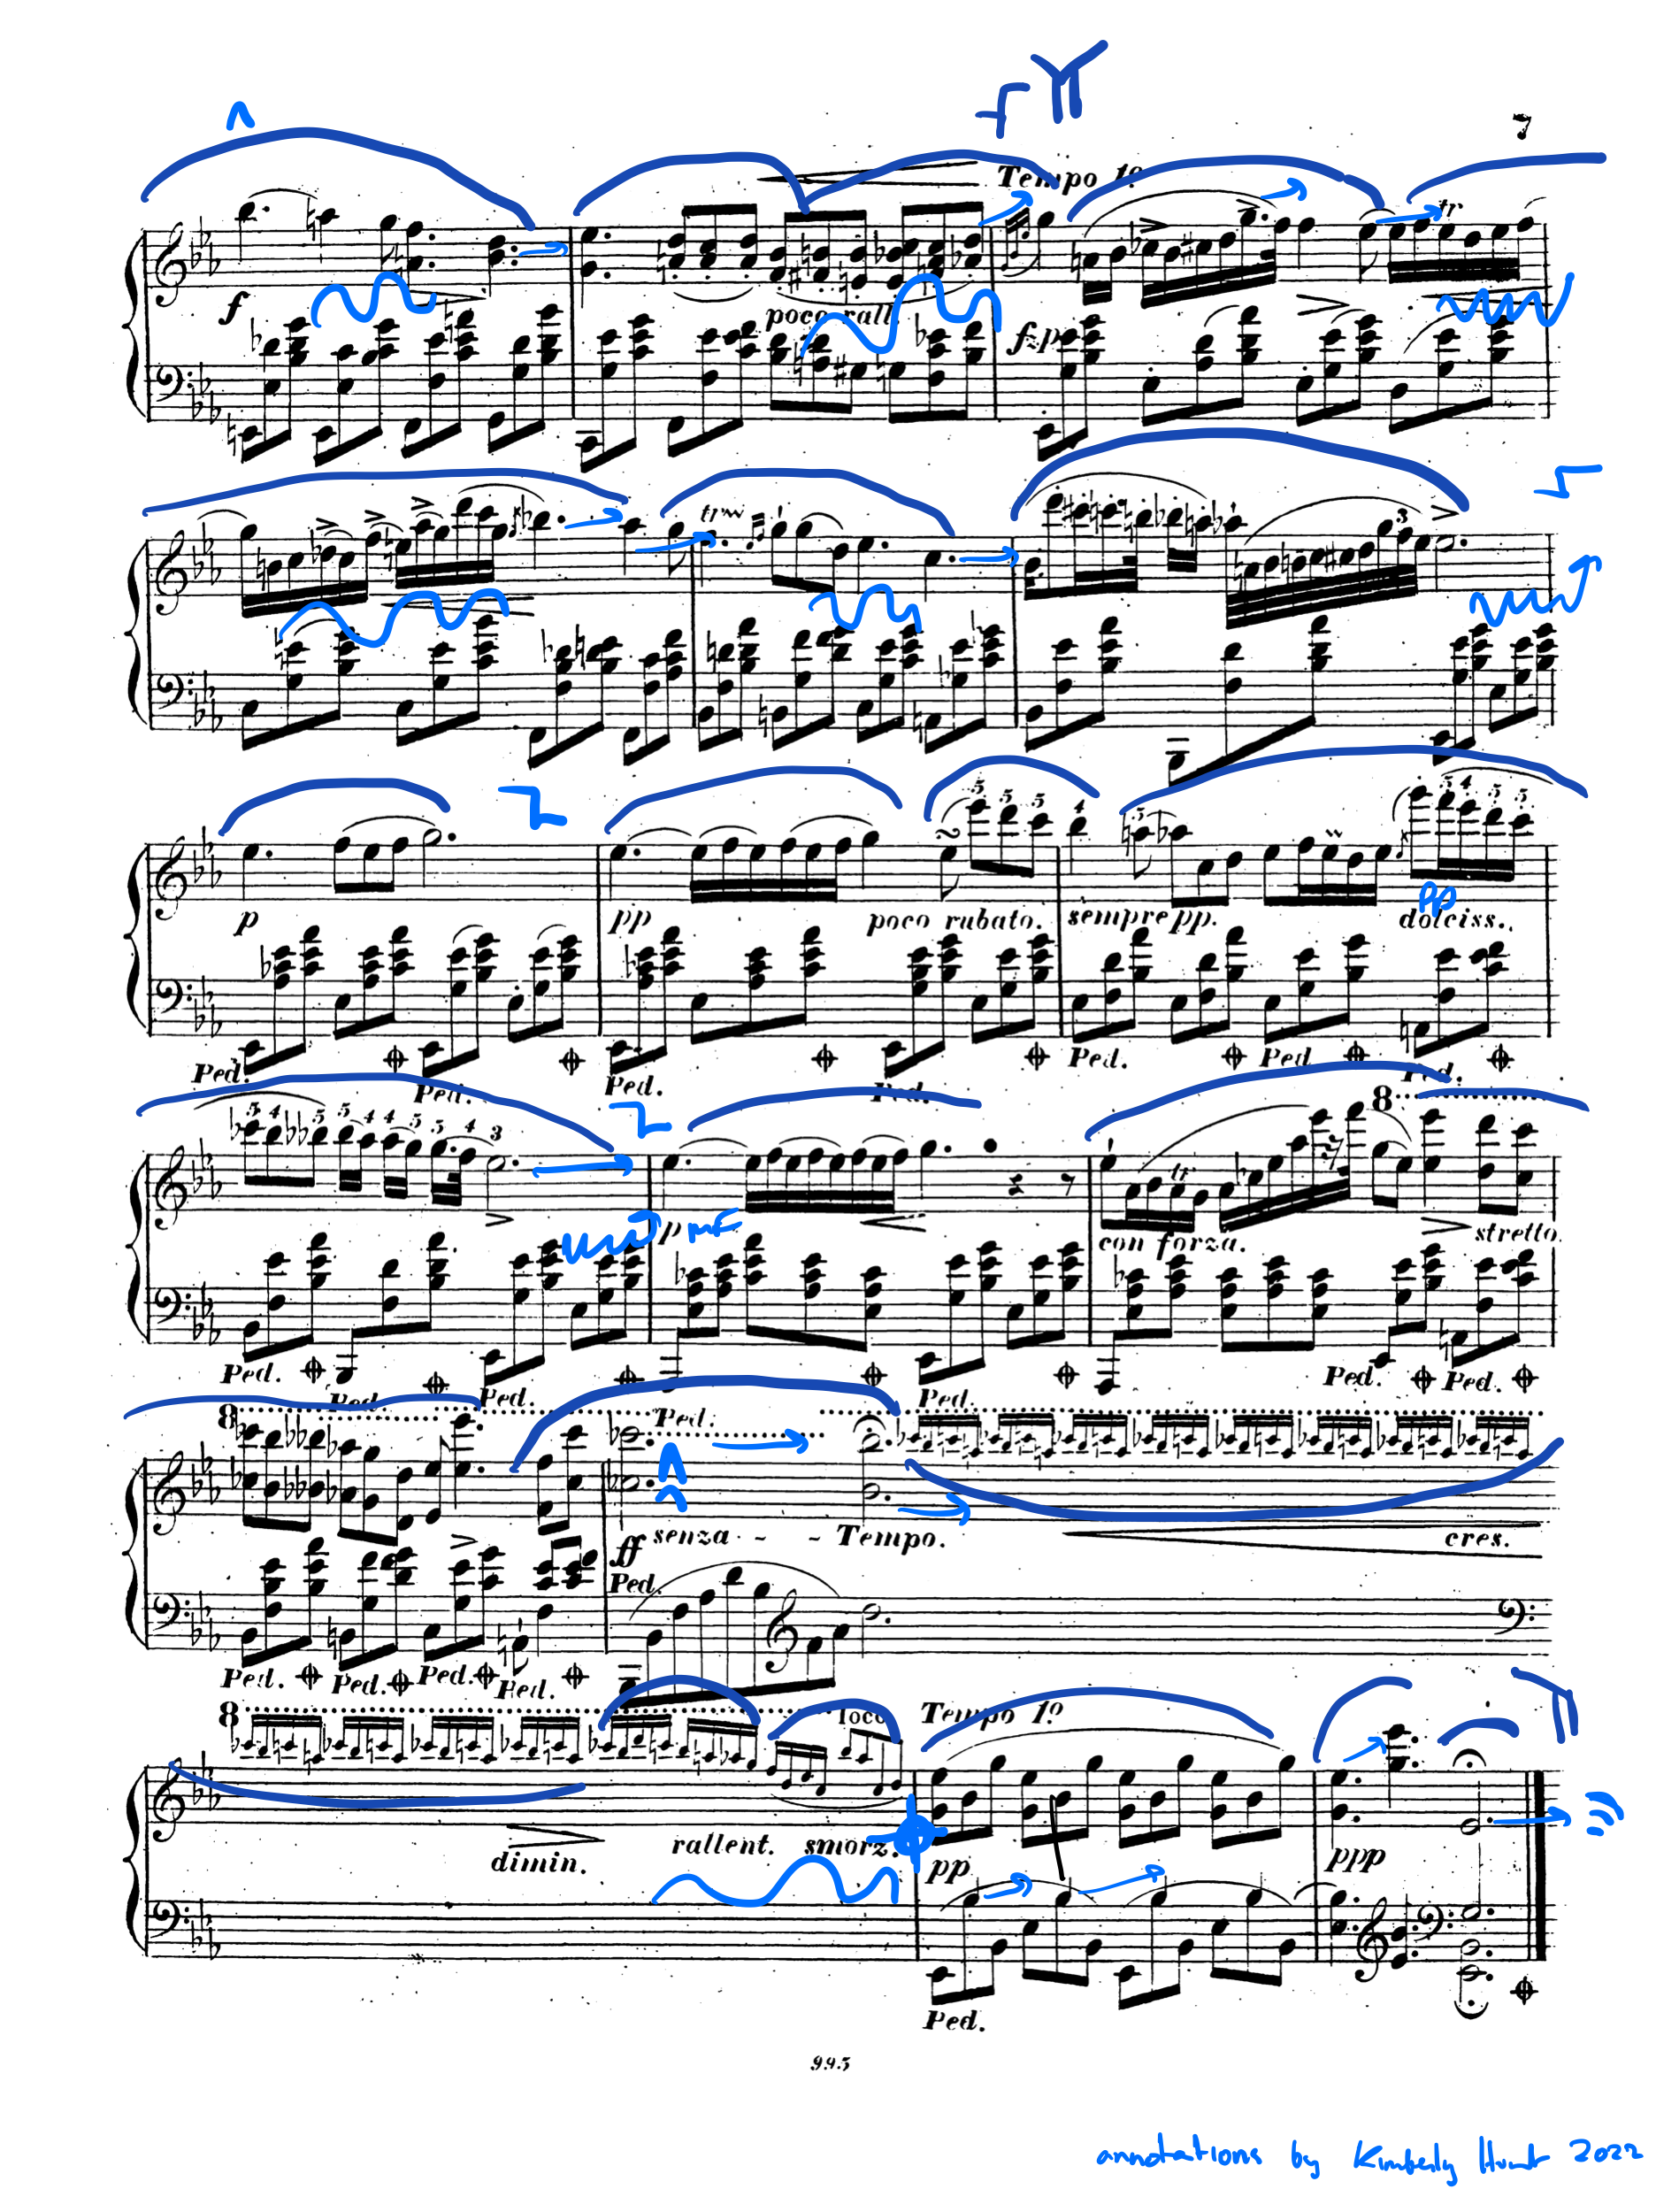 7
Tempo 1º
f poco rall. fzp tr
tr
3
5 5 5 4 5 5 4 5 5
p pp poco rubato. sempre pp. pp dolciss.
Ped. Ped. Ped. Ped. Ped. Ped. Ped.
5 4 5 5 4 4 5 5 4 3 8
p mF tr con forza. stretto.
Ped. Ped. Ped. Ped. Ped. Ped.
8 Ped.
ff senza - - Tempo. cres.
Ped.
Ped. Ped. Ped. Ped.
8 loco Tempo 1º
dimin. rallent. smorz. pp ppp
Ped.
995
annotations by Kimberly Hunt 2022